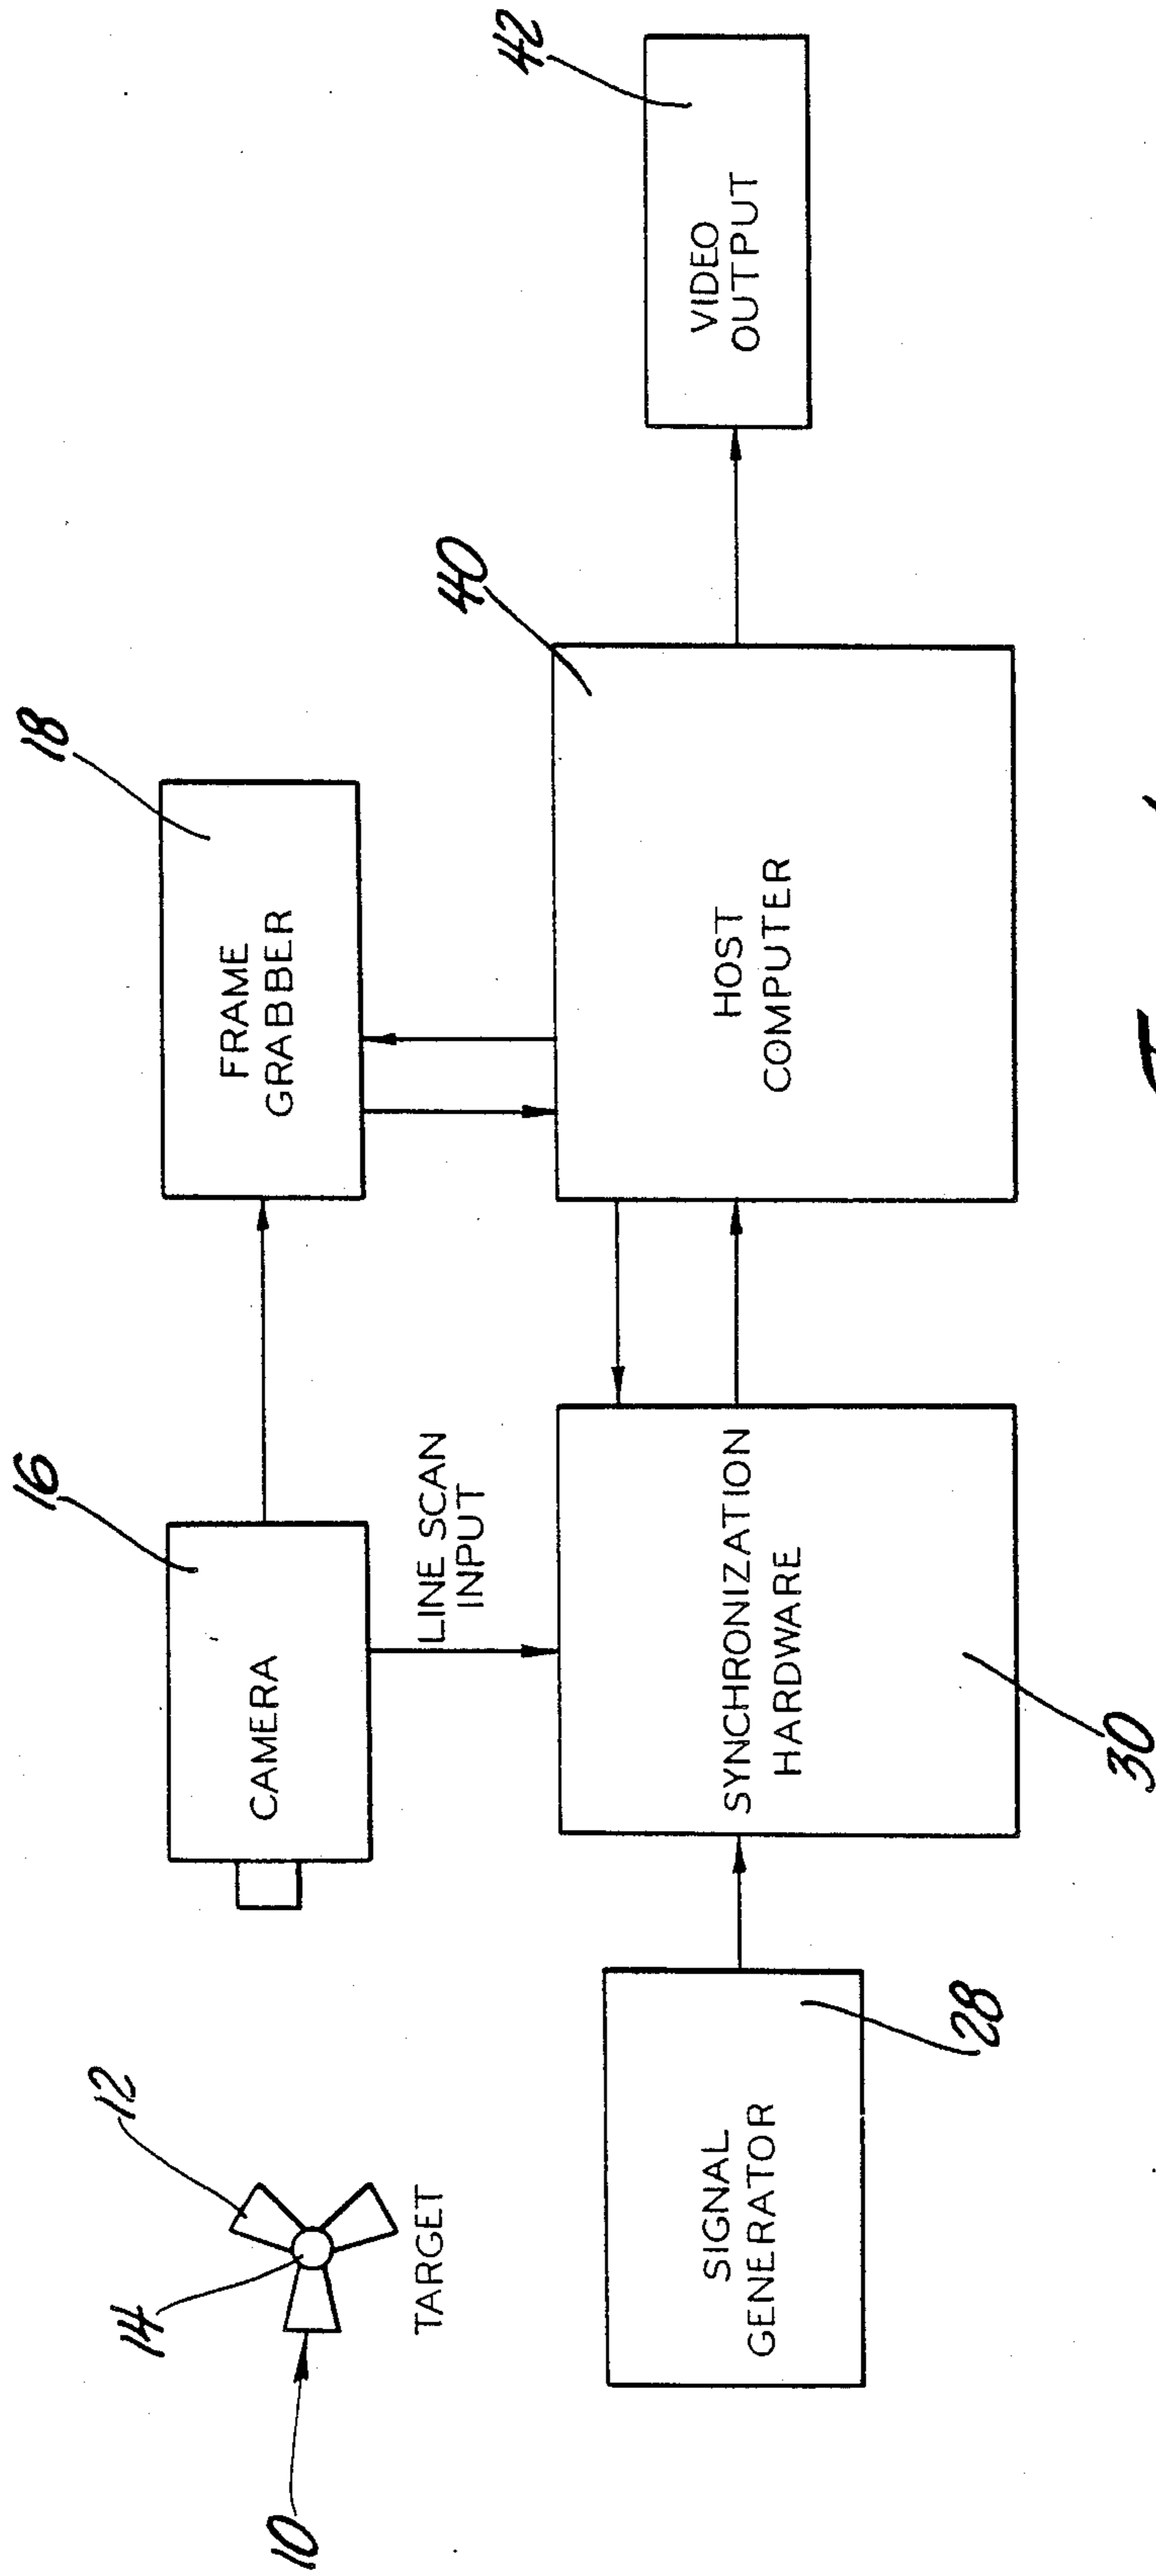 10
14
12
TARGET
16
CAMERA
LINE SCAN
INPUT
18
FRAME
GRABBER
28
SIGNAL
GENERATOR
30
SYNCHRONIZATION
HARDWARE
40
HOST
COMPUTER
42
VIDEO
OUTPUT